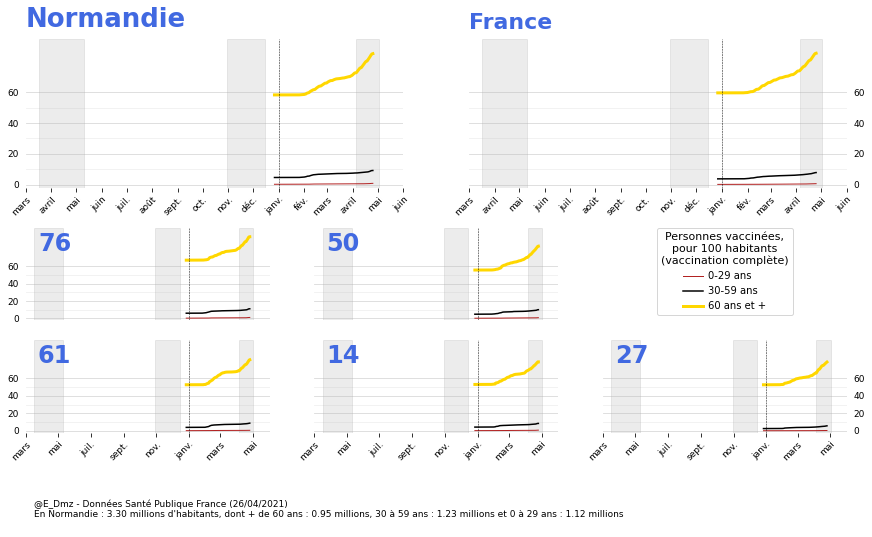 Normandie
France
60
40
20
0
60
40
20
0
mars avril mai juin juil. août sept. oct. nov. déc. janv. fév. mars avril mai juin
mars avril mai juin juil. août sept. oct. nov. déc. janv. fév. mars avril mai juin
76
50
60
40
20
0
Personnes vaccinées,
pour 100 habitants
(vaccination complète)
0-29 ans
30-59 ans
60 ans et +
61
14
27
60
40
20
0
60
40
20
0
mars mai juil. sept. nov. janv. mars mai
mars mai juil. sept. nov. janv. mars mai
mars mai juil. sept. nov. janv. mars mai
@E_Dmz - Données Santé Publique France (26/04/2021)
En Normandie : 3.30 millions d'habitants, dont + de 60 ans : 0.95 millions, 30 à 59 ans : 1.23 millions et 0 à 29 ans : 1.12 millions